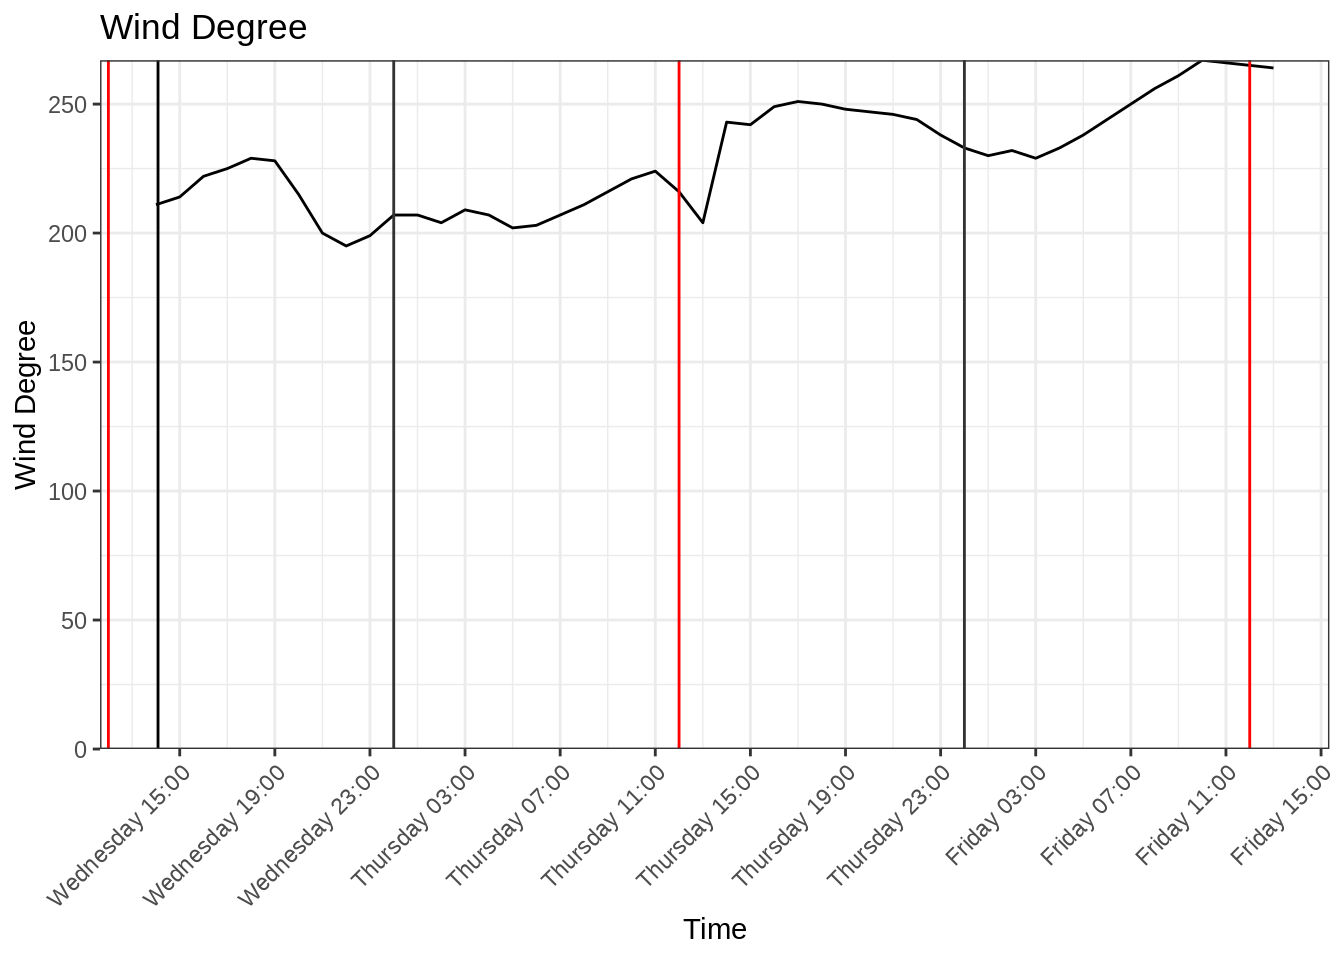 Wind Degree
Wind Degree
250
200
150
100
50
0
Wednesday 15:00
Wednesday 19:00
Wednesday 23:00
Thursday 03:00
Thursday 07:00
Thursday 11:00
Thursday 15:00
Thursday 19:00
Thursday 23:00
Friday 03:00
Friday 07:00
Friday 11:00
Friday 15:00
Time